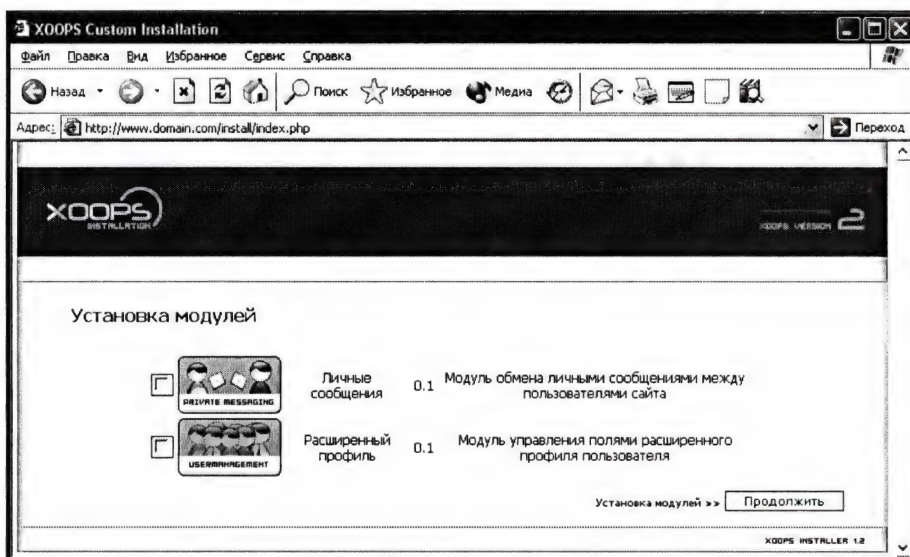 XOOPS Custom Installation
Файл Правка Вид Избранное Сервис Справка
Назад Поиск Избранное Медиа
Адрес: http://www.domain.com/install/index.php Переход
XOOPS
INSTALLATION
XOOPS VERSION 2
Установка модулей
PRIVATE MESSAGING
Личные
сообщения
0.1
Модуль обмена личными сообщениями между
пользователями сайта
USERMANAGEMENT
Расширенный
профиль
0.1
Модуль управления полями расширенного
профиля пользователя
Установка модулей >> Продолжить
XOOPS INSTALLER 1.2